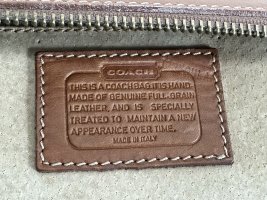 COACH
THIS IS A COACH BAG. IT IS HAND-
MADE OF GENUINE FULL-GRAIN
LEATHER, AND IS SPECIALLY
TREATED TO MAINTAIN A NEW
APPEARANCE OVER TIME.
MADE IN ITALY